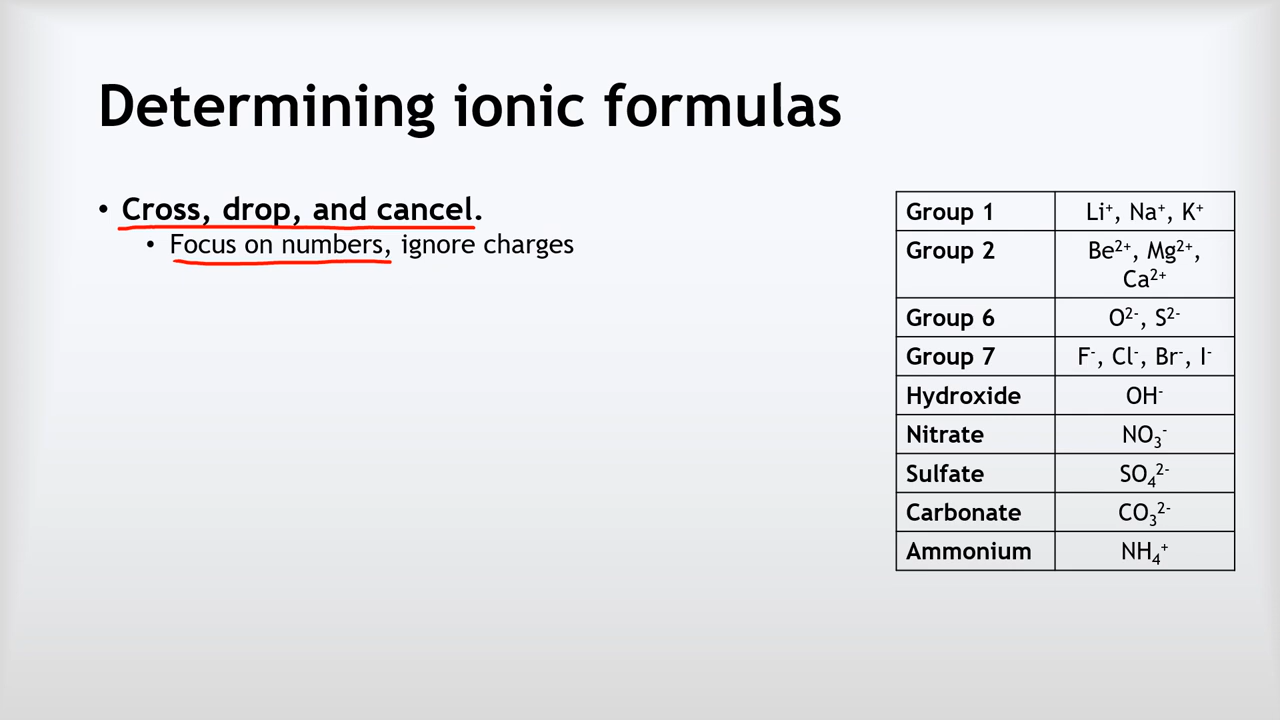 Determining ionic formulas
• Cross, drop, and cancel.
• Focus on numbers, ignore charges
Group 1 Li⁺, Na⁺, K⁺
Group 2 Be²⁺, Mg²⁺,
Ca²⁺
Group 6 O²⁻, S²⁻
Group 7 F⁻, Cl⁻, Br⁻, I⁻
Hydroxide OH⁻
Nitrate NO₃⁻
Sulfate SO₄²⁻
Carbonate CO₃²⁻
Ammonium NH₄⁺